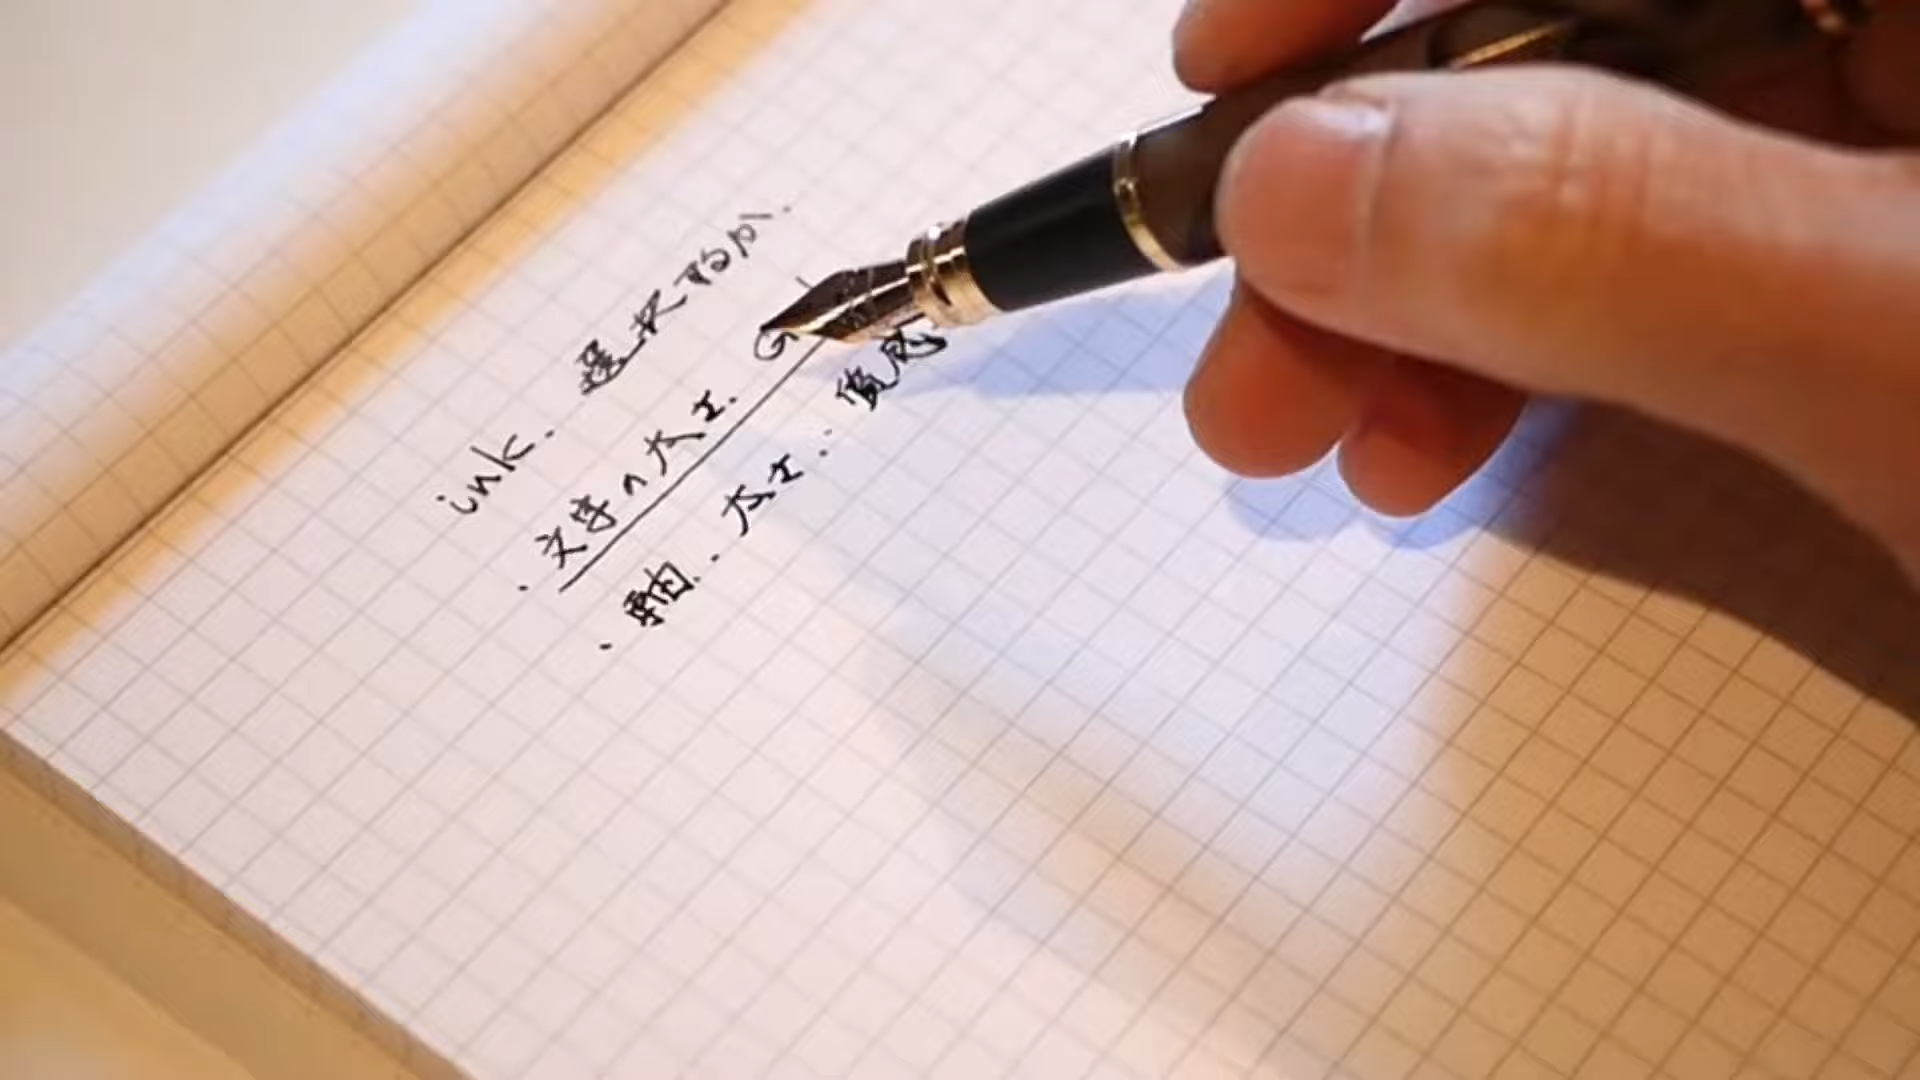 ink. 選択するか.
・文字の太さ. G
・軸.. 太さ.. 質感